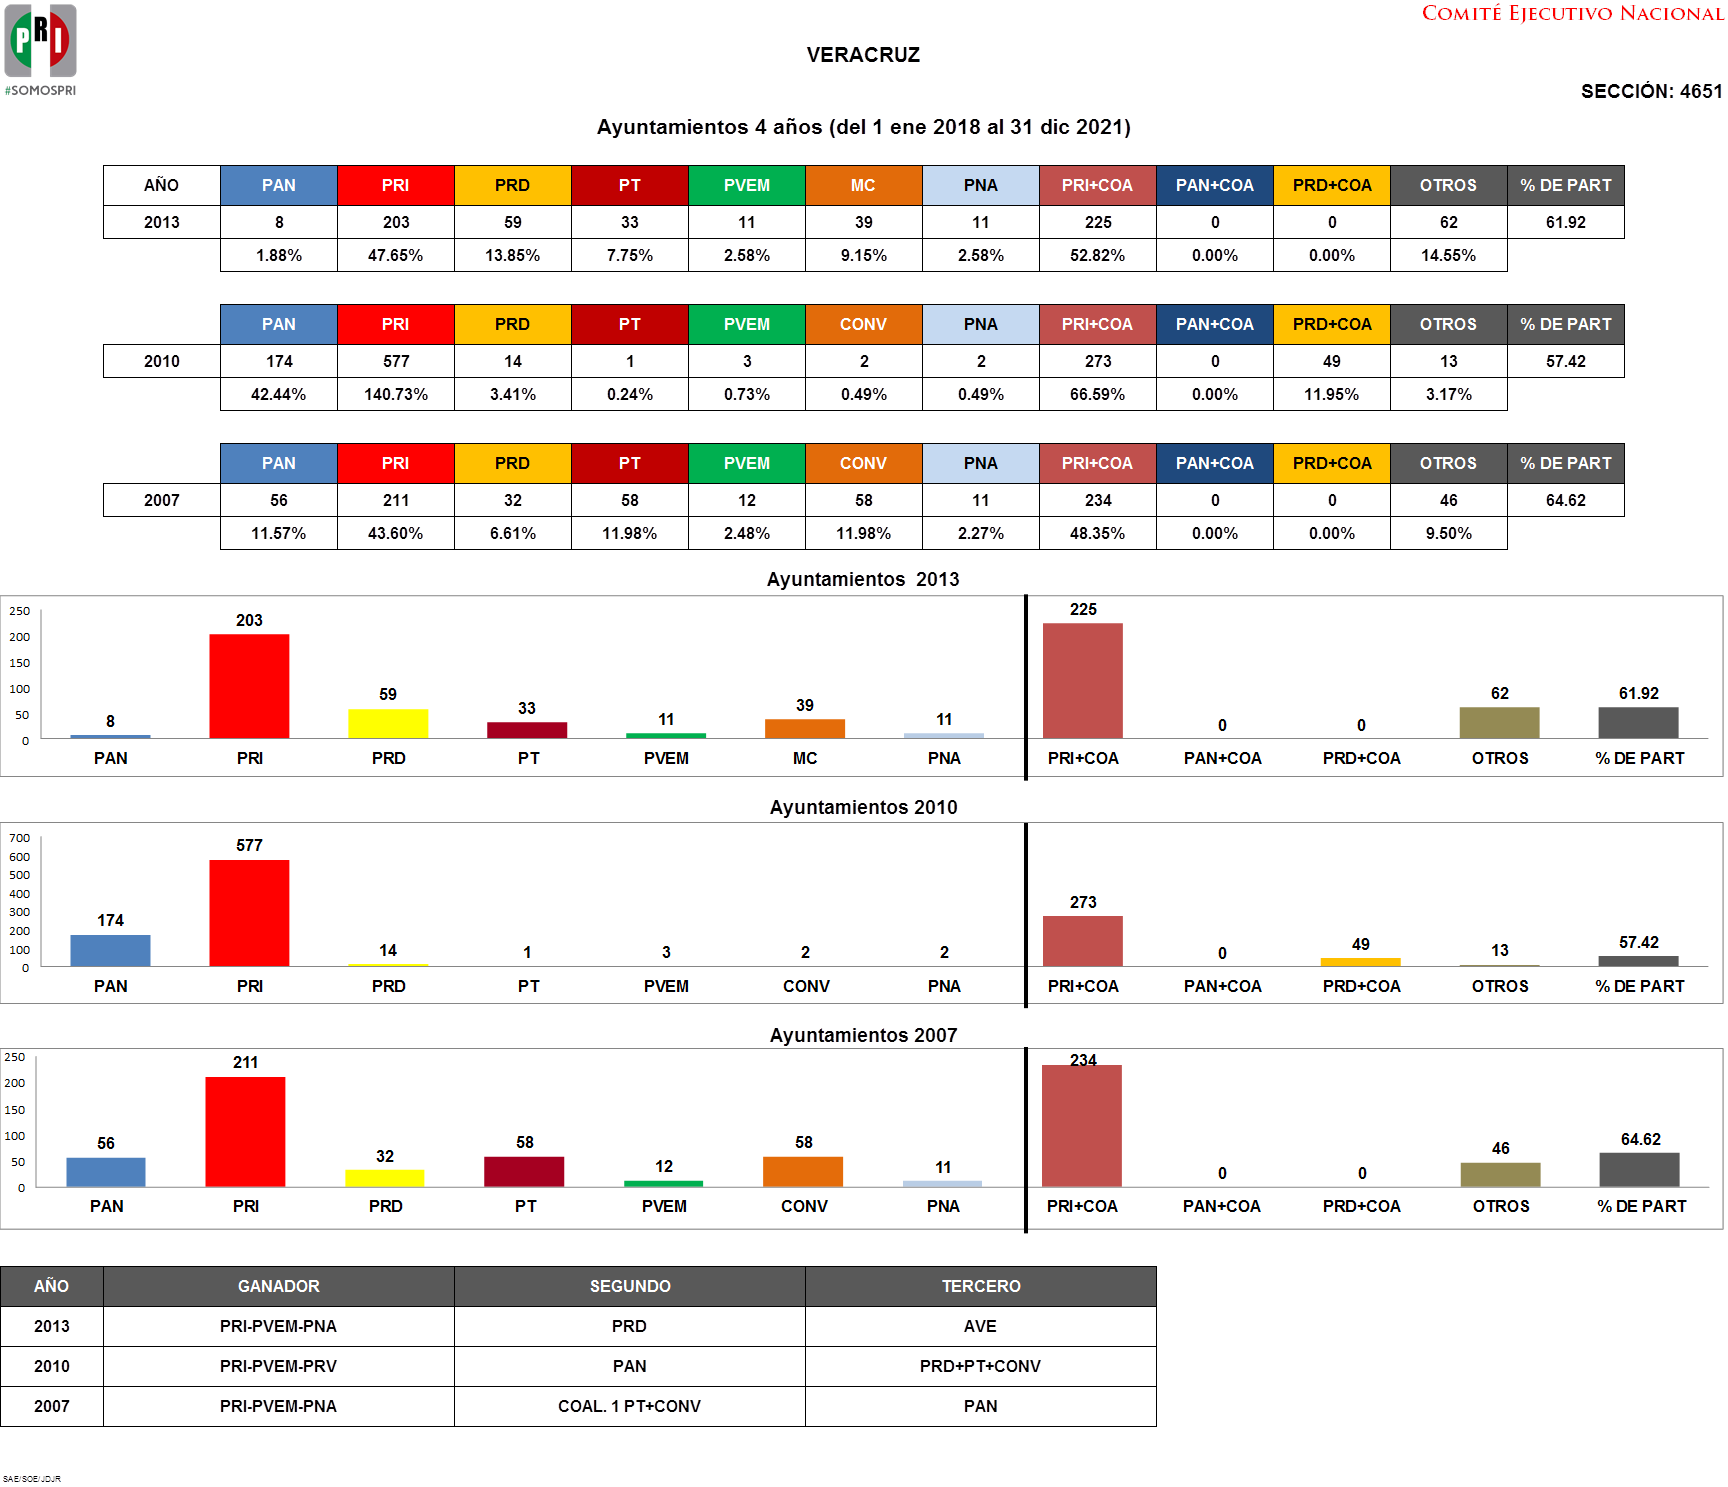 PRI
#SOMOSPRI
COMITÉ EJECUTIVO NACIONAL
VERACRUZ
SECCIÓN: 4651
Ayuntamientos 4 años (del 1 ene 2018 al 31 dic 2021)
AÑO PAN PRI PRD PT PVEM MC PNA PRI+COA PAN+COA PRD+COA OTROS % DE PART
2013 8 203 59 33 11 39 11 225 0 0 62 61.92
1.88% 47.65% 13.85% 7.75% 2.58% 9.15% 2.58% 52.82% 0.00% 0.00% 14.55%
PAN PRI PRD PT PVEM CONV PNA PRI+COA PAN+COA PRD+COA OTROS % DE PART
2010 174 577 14 1 3 2 2 273 0 49 13 57.42
42.44% 140.73% 3.41% 0.24% 0.73% 0.49% 0.49% 66.59% 0.00% 11.95% 3.17%
PAN PRI PRD PT PVEM CONV PNA PRI+COA PAN+COA PRD+COA OTROS % DE PART
2007 56 211 32 58 12 58 11 234 0 0 46 64.62
11.57% 43.60% 6.61% 11.98% 2.48% 11.98% 2.27% 48.35% 0.00% 0.00% 9.50%
Ayuntamientos 2013
250
200
150
100
50
0
8 203 59 33 11 39 11 225 0 0 62 61.92
PAN PRI PRD PT PVEM MC PNA PRI+COA PAN+COA PRD+COA OTROS % DE PART
Ayuntamientos 2010
700
600
500
400
300
200
100
0
174 577 14 1 3 2 2 273 0 49 13 57.42
PAN PRI PRD PT PVEM CONV PNA PRI+COA PAN+COA PRD+COA OTROS % DE PART
Ayuntamientos 2007
250
200
150
100
50
0
56 211 32 58 12 58 11 234 0 0 46 64.62
PAN PRI PRD PT PVEM CONV PNA PRI+COA PAN+COA PRD+COA OTROS % DE PART
AÑO GANADOR SEGUNDO TERCERO
2013 PRI-PVEM-PNA PRD AVE
2010 PRI-PVEM-PRV PAN PRD+PT+CONV
2007 PRI-PVEM-PNA COAL. 1 PT+CONV PAN
SAE/SOE/JDJR